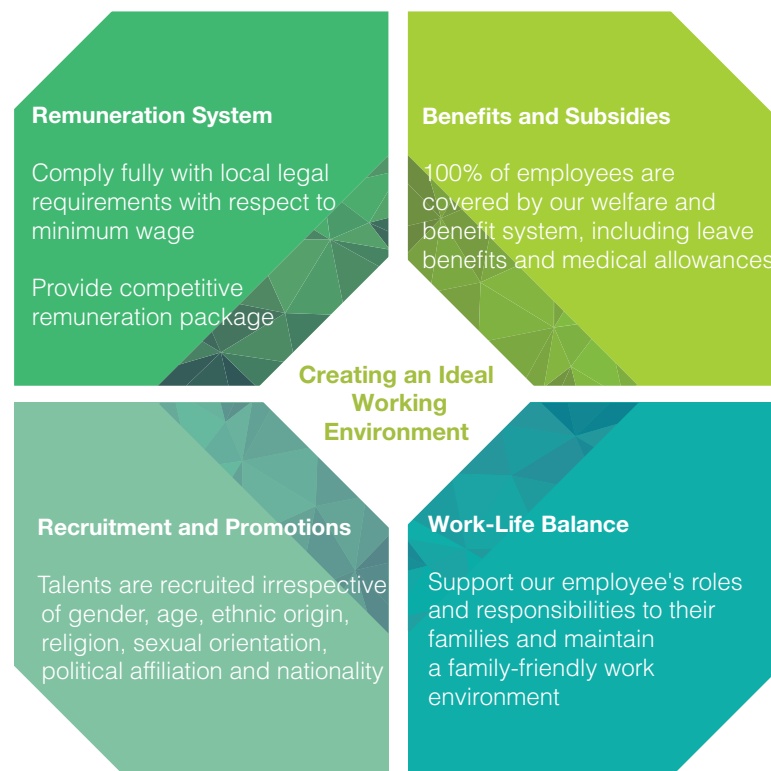 Remuneration System
Comply fully with local legal
requirements with respect to
minimum wage
Provide competitive
remuneration package
Benefits and Subsidies
100% of employees are
covered by our welfare and
benefit system, including leave
benefits and medical allowances
Creating an Ideal
Working
Environment
Recruitment and Promotions
Talents are recruited irrespective
of gender, age, ethnic origin,
religion, sexual orientation,
political affiliation and nationality
Work-Life Balance
Support our employee's roles
and responsibilities to their
families and maintain
a family-friendly work
environment